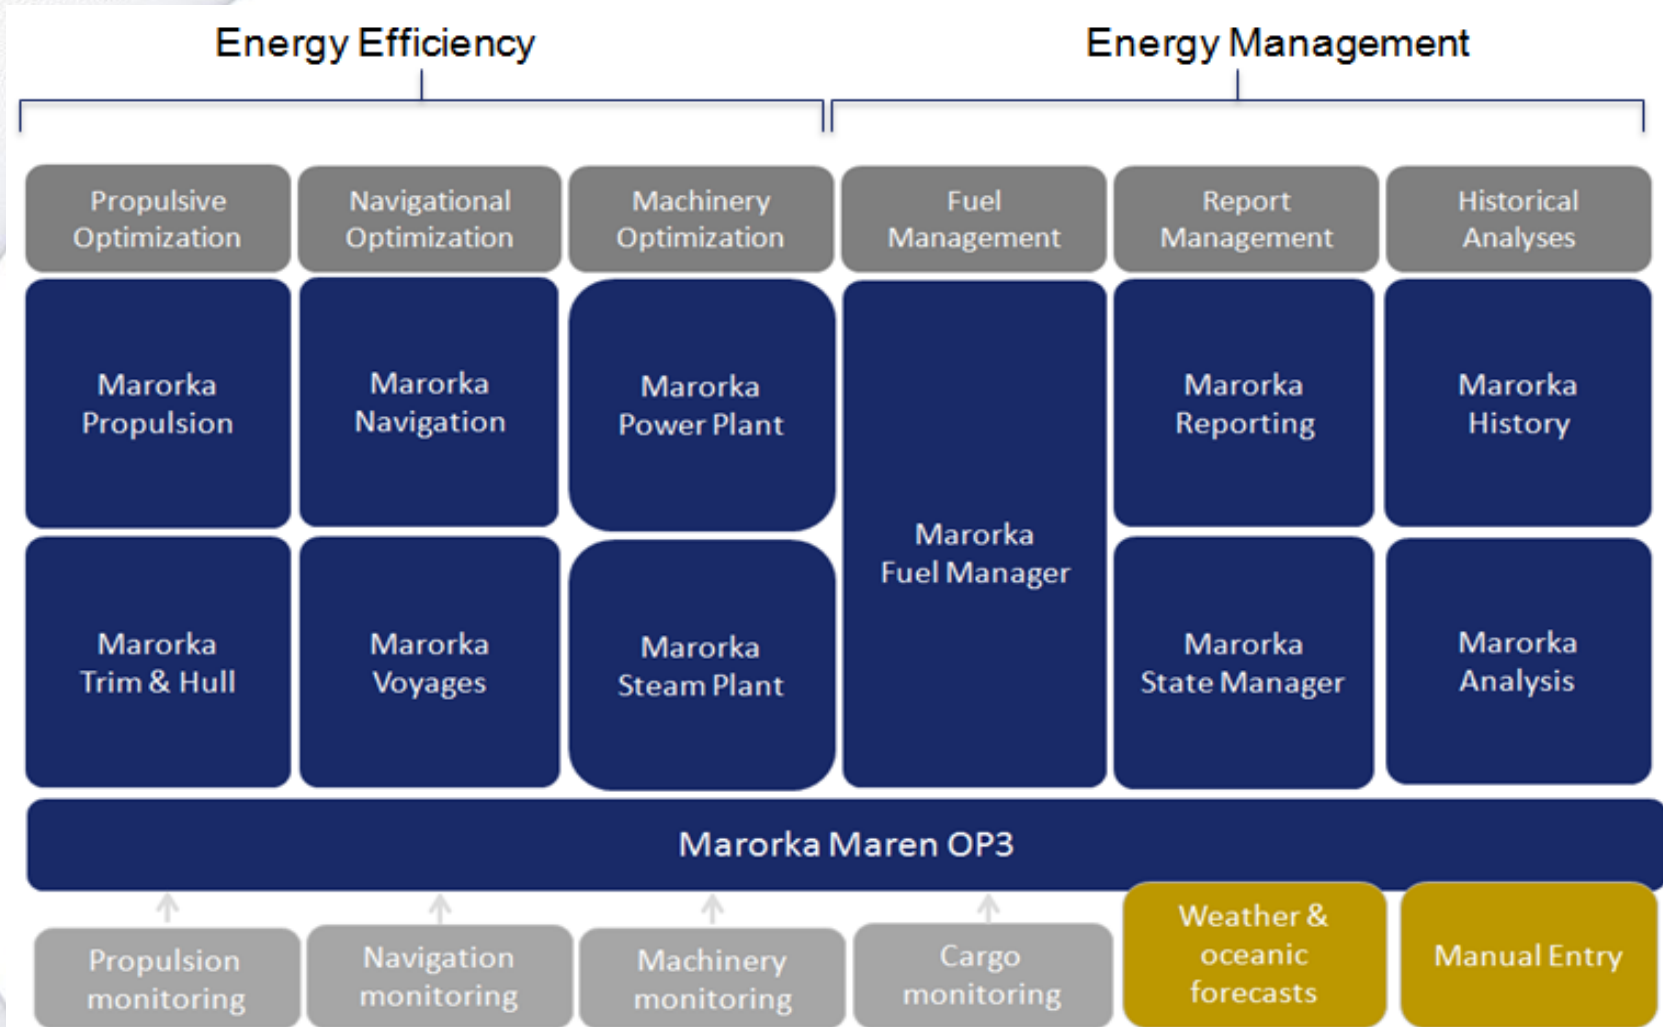 Energy Efficiency
Energy Management
Propulsive
Optimization
Navigational
Optimization
Machinery
Optimization
Fuel
Management
Report
Management
Historical
Analyses
Marorka
Propulsion
Marorka
Navigation
Marorka
Power Plant
Marorka
Fuel Manager
Marorka
Reporting
Marorka
History
Marorka
Trim & Hull
Marorka
Voyages
Marorka
Steam Plant
Marorka
State Manager
Marorka
Analysis
Marorka Maren OP3
Propulsion
monitoring
Navigation
monitoring
Machinery
monitoring
Cargo
monitoring
Weather &
oceanic
forecasts
Manual Entry